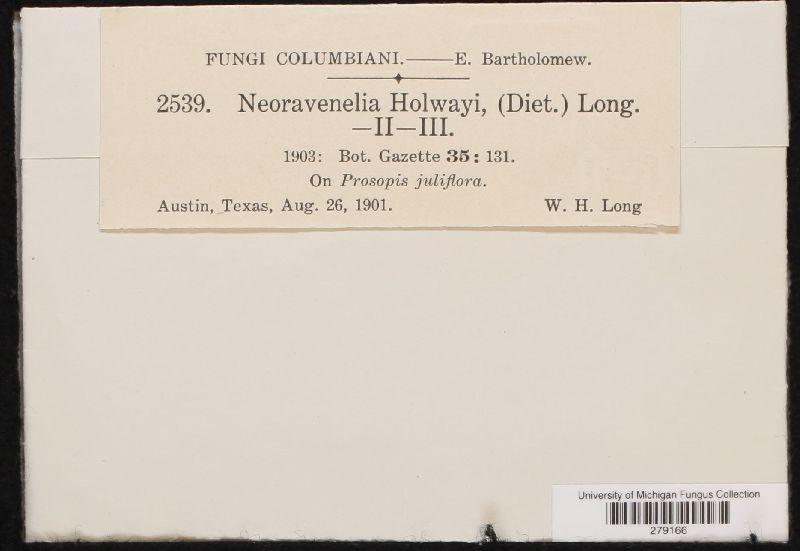 FUNGI COLUMBIANI.——E. Bartholomew.
2539. Neoravenelia Holwayi, (Diet.) Long.
—II—III.
1903: Bot. Gazette 35: 131.
On Prosopis juliflora.
Austin, Texas, Aug. 26, 1901. W. H. Long
University of Michigan Fungus Collection
279166